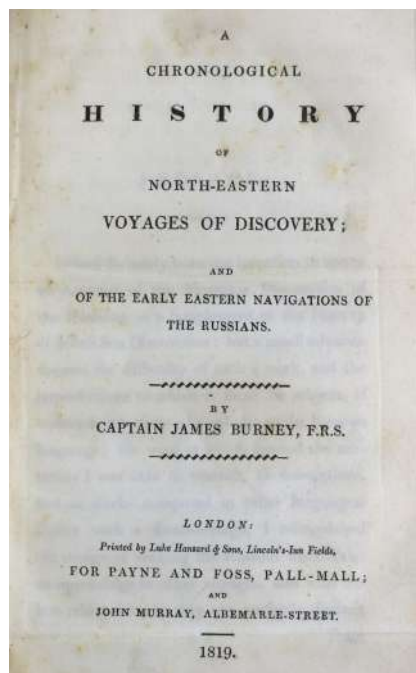 A
CHRONOLOGICAL
HISTORY
OF
NORTH-EASTERN
VOYAGES OF DISCOVERY;
AND
OF THE EARLY EASTERN NAVIGATIONS OF
THE RUSSIANS.
BY
CAPTAIN JAMES BURNEY, F.R.S.
LONDON:
Printed by Luke Hansard & Sons, Lincoln's-Inn Fields,
FOR PAYNE AND FOSS, PALL-MALL;
AND
JOHN MURRAY, ALBEMARLE-STREET.
1819.